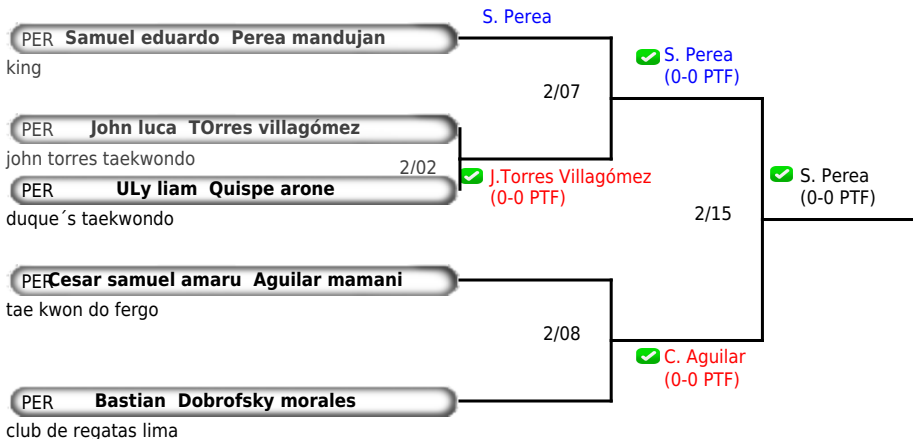 S. Perea
PER Samuel eduardo Perea mandujan
king
S. Perea
(0-0 PTF)
2/07
PER John luca TOrres villagómez
john torres taekwondo
2/02
J.Torres Villagómez
(0-0 PTF)
PER ULy liam Quispe arone
duque´s taekwondo
S. Perea
(0-0 PTF)
2/15
PER Cesar samuel amaru Aguilar mamani
tae kwon do fergo
2/08
C. Aguilar
(0-0 PTF)
PER Bastian Dobrofsky morales
club de regatas lima